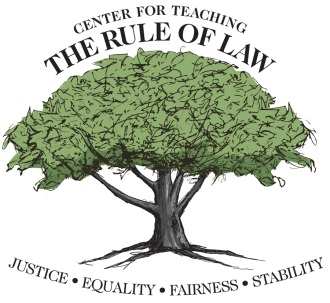 CENTER FOR TEACHING
THE RULE OF LAW
JUSTICE • EQUALITY • FAIRNESS • STABILITY